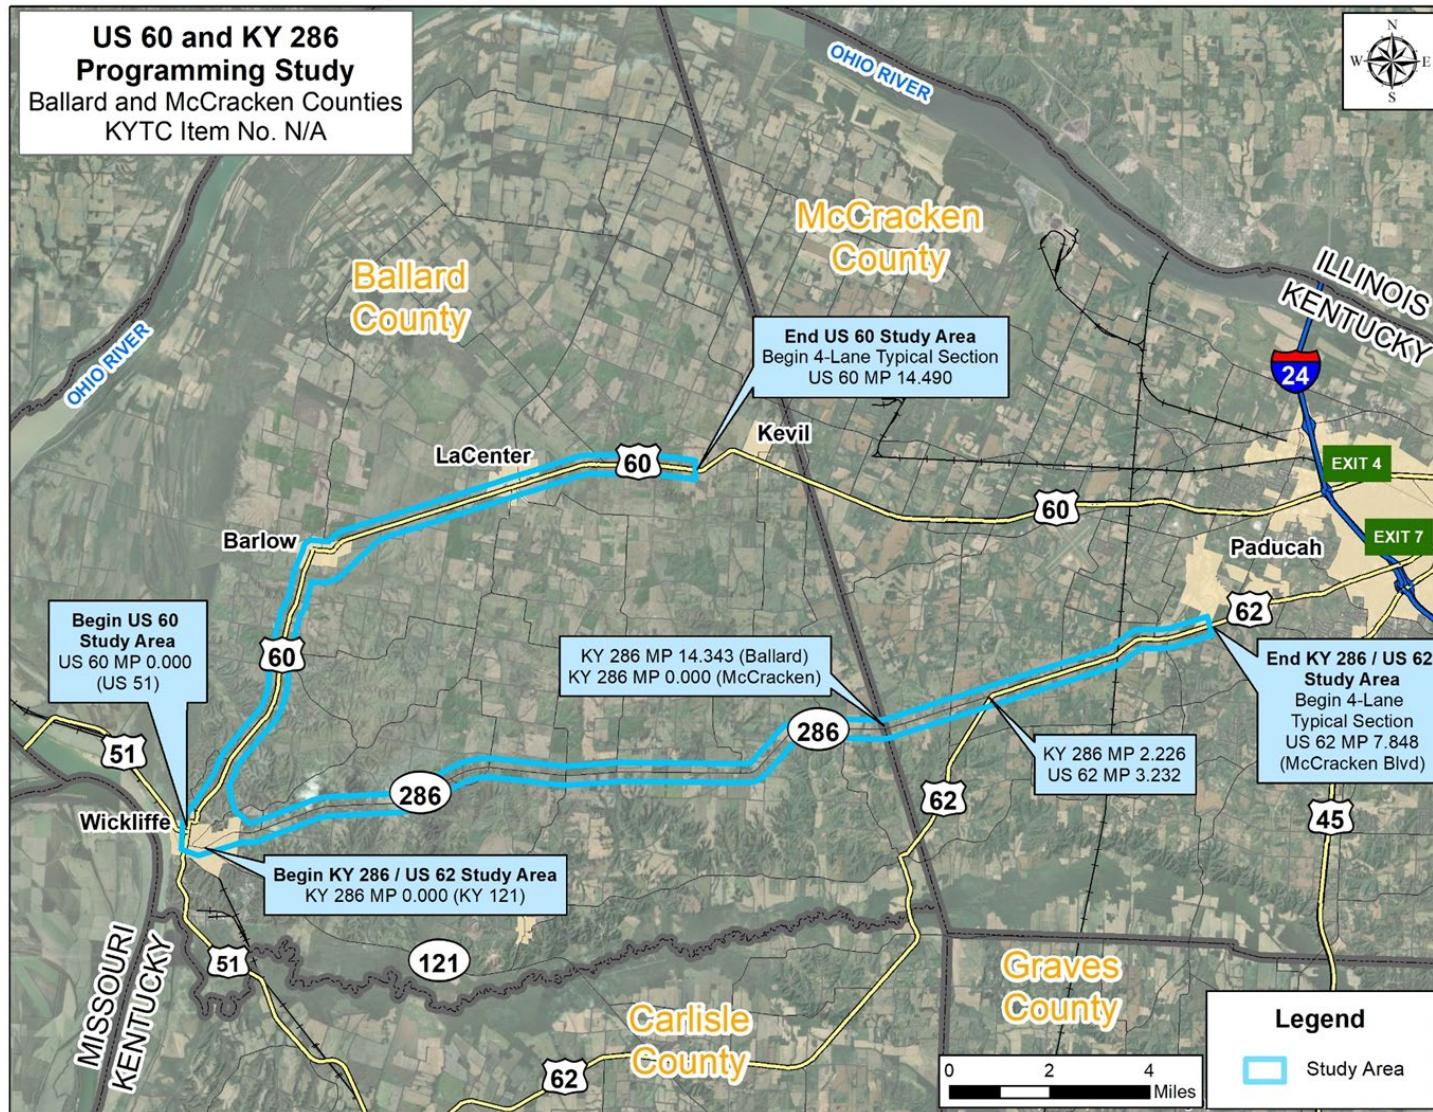 US 60 and KY 286
Programming Study
Ballard and McCracken Counties
KYTC Item No. N/A
OHIO RIVER
N
W
E
S
McCracken
County
Ballard
County
ILLINOIS
KENTUCKY
OHIO RIVER
End US 60 Study Area
Begin 4-Lane Typical Section
US 60 MP 14.490
24
Kevil
LaCenter
60
EXIT 4
60
Barlow
EXIT 7
Paducah
Begin US 60
Study Area
US 60 MP 0.000
(US 51)
60
62
KY 286 MP 14.343 (Ballard)
KY 286 MP 0.000 (McCracken)
End KY 286 / US 62
Study Area
Begin 4-Lane
Typical Section
US 62 MP 7.848
(McCracken Blvd)
286
51
KY 286 MP 2.226
US 62 MP 3.232
286
62
Wickliffe
45
Begin KY 286 / US 62 Study Area
KY 286 MP 0.000 (KY 121)
MISSOURI
KENTUCKY
51
121
Graves
County
Carlisle
County
62
Legend
Study Area
0
2
4
Miles